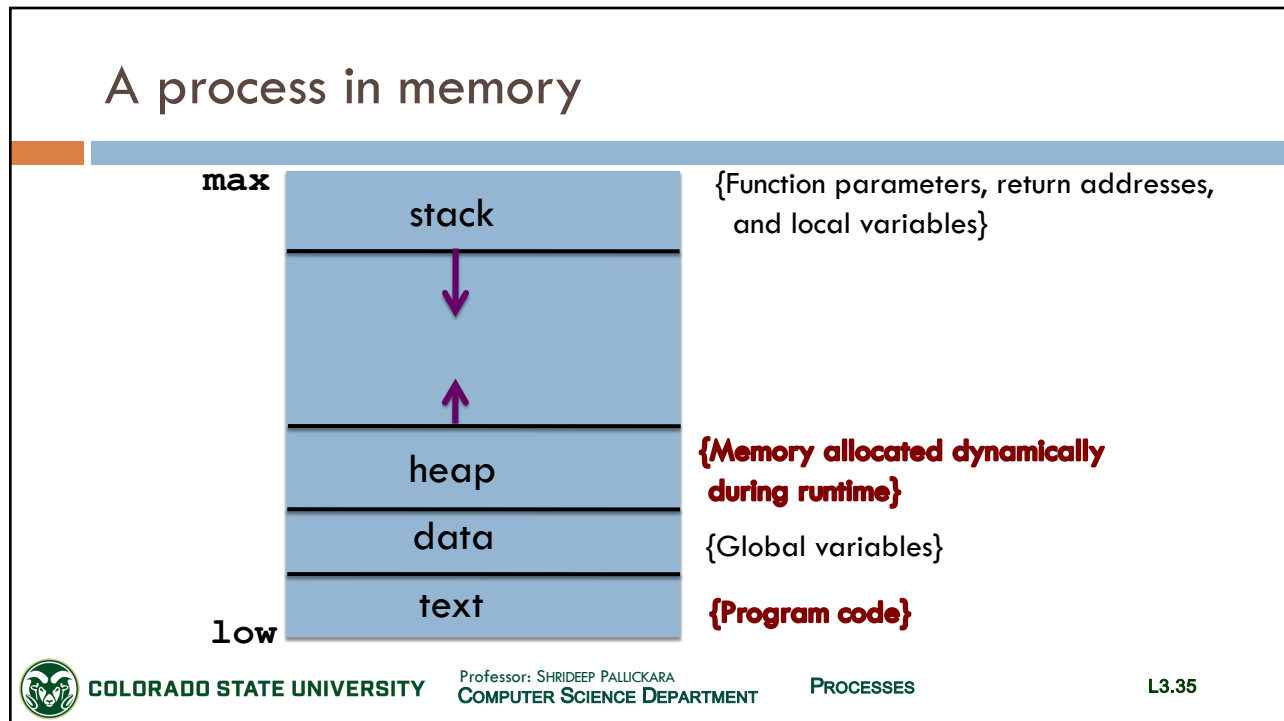 A process in memory
max
stack
{Function parameters, return addresses,
and local variables}
heap
{Memory allocated dynamically
during runtime}
data
{Global variables}
text
{Program code}
low
COLORADO STATE UNIVERSITY
Professor: SHRIDEEP PALLICKARA
COMPUTER SCIENCE DEPARTMENT
PROCESSES
L3.35